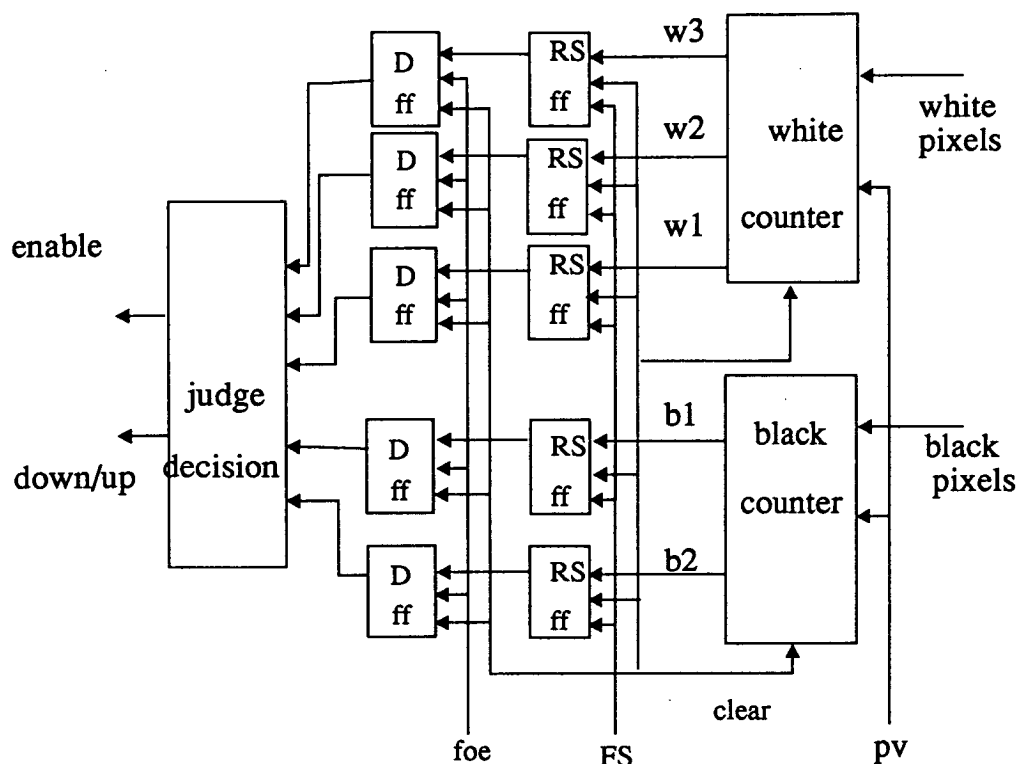 D
ff
RS
ff
w3
white
pixels
D
ff
RS
ff
w2
white
counter
D
ff
RS
ff
w1
enable
judge
decision
down/up
D
ff
RS
ff
b1
black
counter
black
pixels
D
ff
RS
ff
b2
clear
foe
FS
pv